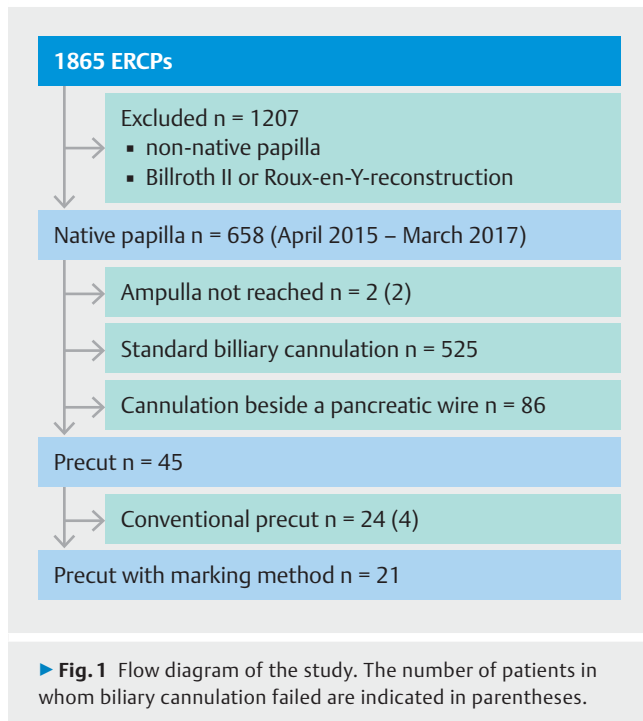 1865 ERCPs
Excluded n = 1207
▪ non-native papilla
▪ Billroth II or Roux-en-Y-reconstruction
Native papilla n = 658 (April 2015 – March 2017)
Ampulla not reached n = 2 (2)
Standard billiary cannulation n = 525
Cannulation beside a pancreatic wire n = 86
Precut n = 45
Conventional precut n = 24 (4)
Precut with marking method n = 21
▶ Fig. 1 Flow diagram of the study. The number of patients in
whom biliary cannulation failed are indicated in parentheses.